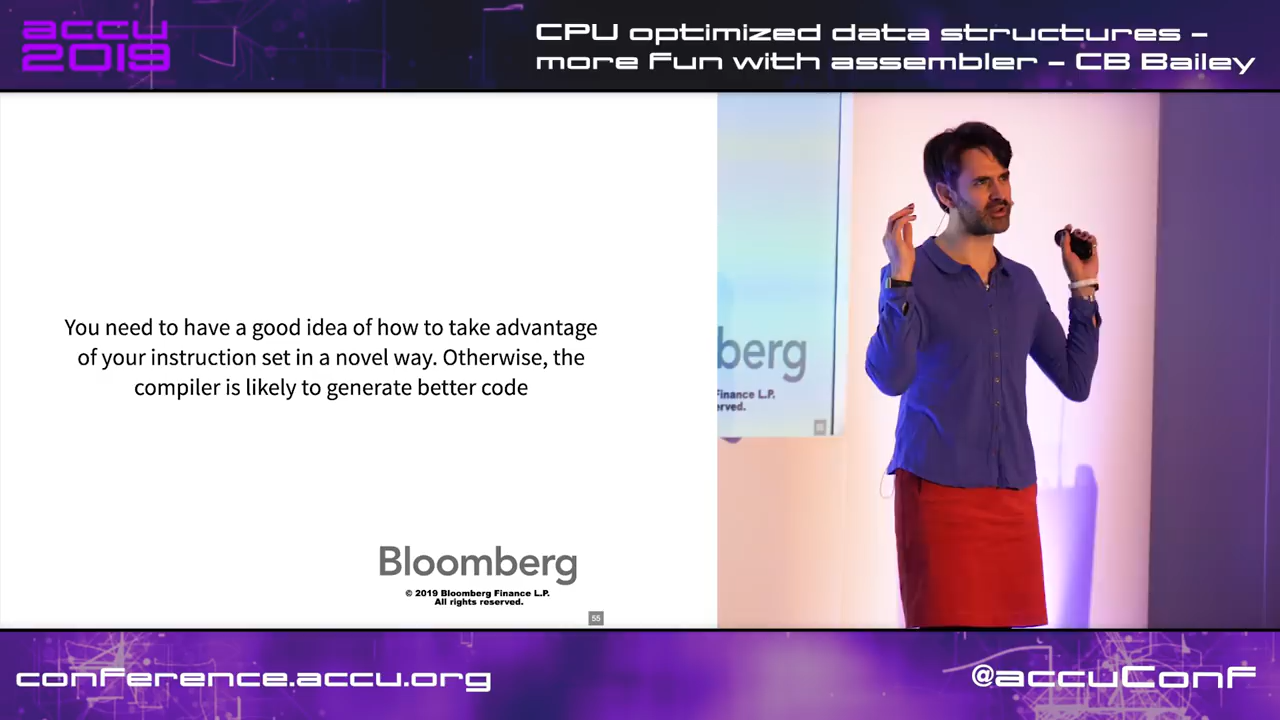 accu
2019
CPU optimized data structures –
more Fun with assembler – CB Bailey
You need to have a good idea of how to take advantage
of your instruction set in a novel way. Otherwise, the
compiler is likely to generate better code
Bloomberg
© 2019 Bloomberg Finance L.P.
All rights reserved.
55
berg
Finance L.P.
erved.
conference.accu.org
@accuConf